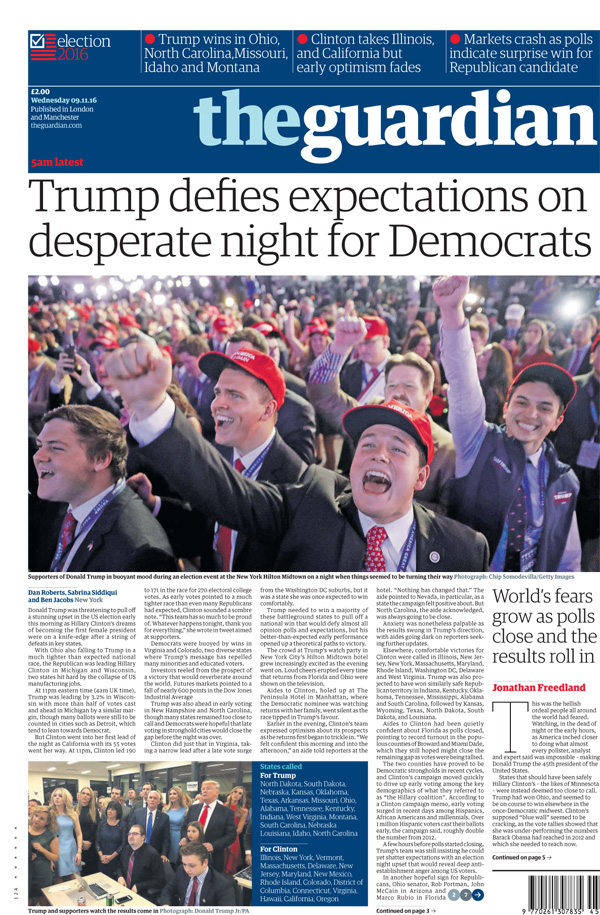 election
2016
● Trump wins in Ohio,
North Carolina,Missouri,
Idaho and Montana
● Clinton takes Illinois,
and California but
early optimism fades
● Markets crash as polls
indicate surprise win for
Republican candidate
£2.00
Wednesday 09.11.16
Published in London
and Manchester
theguardian.com
5am latest
theguardian
Trump defies expectations on
desperate night for Democrats
Supporters of Donald Trump in buoyant mood during an election event at the New York Hilton Midtown on a night when things seemed to be turning their way Photograph: Chip Somodevilla/Getty Images
Dan Roberts, Sabrina Siddiqui
and Ben Jacobs New York
Donald Trump was threatening to pull off
a stunning upset in the US election early
this morning as Hillary Clinton's dreams
of becoming the first female president
were on a knife-edge after a string of
defeats in key states.
With Ohio also falling to Trump in a
much tighter than expected national
race, the Republican was leading Hillary
Clinton in Michigan and Wisconsin,
two states hit hard by the collapse of US
manufacturing jobs.
At 11pm eastern time (4am UK time),
Trump was leading by 3.2% in Wiscon-
sin with more than half of votes cast
and ahead in Michigan by a similar mar-
gin, though many ballots were still to be
counted in cities such as Detroit, which
tend to lean towards Democrat.
But Clinton went into her first lead of
the night as California with its 55 votes
went her way. At 11pm, Clinton led 190
to 171 in the race for 270 electoral college
votes. As early votes pointed to a much
tighter race than even many Republicans
had expected, Clinton sounded a sombre
note. "This team has so much to be proud
of. Whatever happens tonight, thank you
for everything," she wrote in tweet aimed
at supporters.
Democrats were buoyed by wins in
Virginia and Colorado, two diverse states
where Trump's message has repelled
many minorities and educated voters.
Investors reeled from the prospect of
a victory that would reverberate around
the world. Futures markets pointed to a
fall of nearly 600 points in the Dow Jones
Industrial Average
Trump was also ahead in early voting
in New Hampshire and North Carolina,
though many states remained too close to
call and Democrats were hopeful that late
voting in stronghold cities would close the
gap before the night was over.
Clinton did just that in Virginia, tak-
ing a narrow lead after a late vote surge
from the Washington DC suburbs, but it
was a state she was once expected to win
comfortably.
Trump needed to win a majority of
these battleground states to pull off a
national win that would defy almost all
opinion polls and expectations, but his
better-than-expected early performance
opened up a theoretical paths to victory.
The crowd at Trump's watch party in
New York City's Hilton Midtown hotel
grew increasingly excited as the evening
went on. Loud cheers erupted every time
that returns from Florida and Ohio were
shown on the television.
Aides to Clinton, holed up at The
Peninsula Hotel in Manhattan, where
the Democratic nominee was watching
returns with her family, went silent as the
race tipped in Trump's favour.
Earlier in the evening, Clinton's team
expressed optimism about its prospects
as the returns first began to trickle in. "We
felt confident this morning and into the
afternoon," an aide told reporters at the
hotel. "Nothing has changed that." The
aide pointed to Nevada, in particular, as a
state the campaign felt positive about. But
North Carolina, the aide acknowledged,
was always going to be close.
Anxiety was nonetheless palpable as
the results swung in Trump's direction,
with aides going dark on reporters seek-
ing further updates.
Elsewhere, comfortable victories for
Clinton were called in Illinois, New Jer-
sey, New York, Massachusetts, Maryland,
Rhode Island, Washington DC, Delaware
and West Virginia. Trump was also pro-
jected to have won similarly safe Repub-
lican territory in Indiana, Kentucky, Okla-
homa, Tennessee, Mississippi, Alabama
and South Carolina, followed by Kansas,
Wyoming, Texas, North Dakota, South
Dakota, and Louisiana.
Aides to Clinton had been quietly
confident about Florida as polls closed,
pointing to record turnout in the popu-
lous counties of Broward and Miami Dade,
which they still hoped might close the
remaining gap as votes were being tallied.
The two counties have proved to be
Democratic strongholds in recent cycles,
and Clinton's campaign moved quickly
to drive up early voting among the key
demographics of what they referred to
as "the Hillary coalition". According to
a Clinton campaign memo, early voting
surged in recent days among Hispanics,
African Americans and millennials. Over
1 million Hispanic voters cast their ballots
early, the campaign said, roughly double
the number from 2012.
A few hours before polls started closing,
Trump's team was still insisting he could
yet shatter expectations with an election
night upset that would reveal deep anti-
establishment anger among US voters.
In another hopeful sign for Republi-
cans, Ohio senator, Rob Portman, John
McCain in Arizona and
Marco Rubio in Florida
3 7 →
Continued on page 3 →
World's fears
grow as polls
close and the
results roll in
Jonathan Freedland
This was the hellish
ordeal people all around
the world had feared.
Watching, in the dead of
night or the early hours,
as America inched closer
to doing what almost
every pollster, analyst
and expert said was impossible - making
Donald Trump the 45th president of the
United States.
States that should have been safely
Hillary Clinton's - the likes of Minnesota
- were instead deemed too close to call.
Trump had won Ohio, and seemed to
be on course to win elsewhere in the
once-Democratic midwest. Clinton's
supposed "blue wall" seemed to be
cracking, as the vote tallies showed that
she was under-performing the numbers
Barack Obama had reached in 2012 and
which she needed to reach now.
Continued on page 5 →
States called
For Trump
North Dakota, South Dakota,
Nebraska, Kansas, Oklahoma,
Texas, Arkansas, Missouri, Ohio,
Alabama, Tennessee, Kentucky,
Indiana, West Virginia, Montana,
South Carolina, Nebraska
Louisiana, Idaho, North Carolina
For Clinton
Illinois, New York, Vermont,
Massachusetts, Delaware, New
Jersey, Maryland, New Mexico,
Rhode Island, Colorado, District of
Columbia, Connecticut, Virginia,
Hawaii, California, Oregon
Trump and supporters watch the results come in Photograph: Donald Trump Jr/PA
12A
9 770261 307835